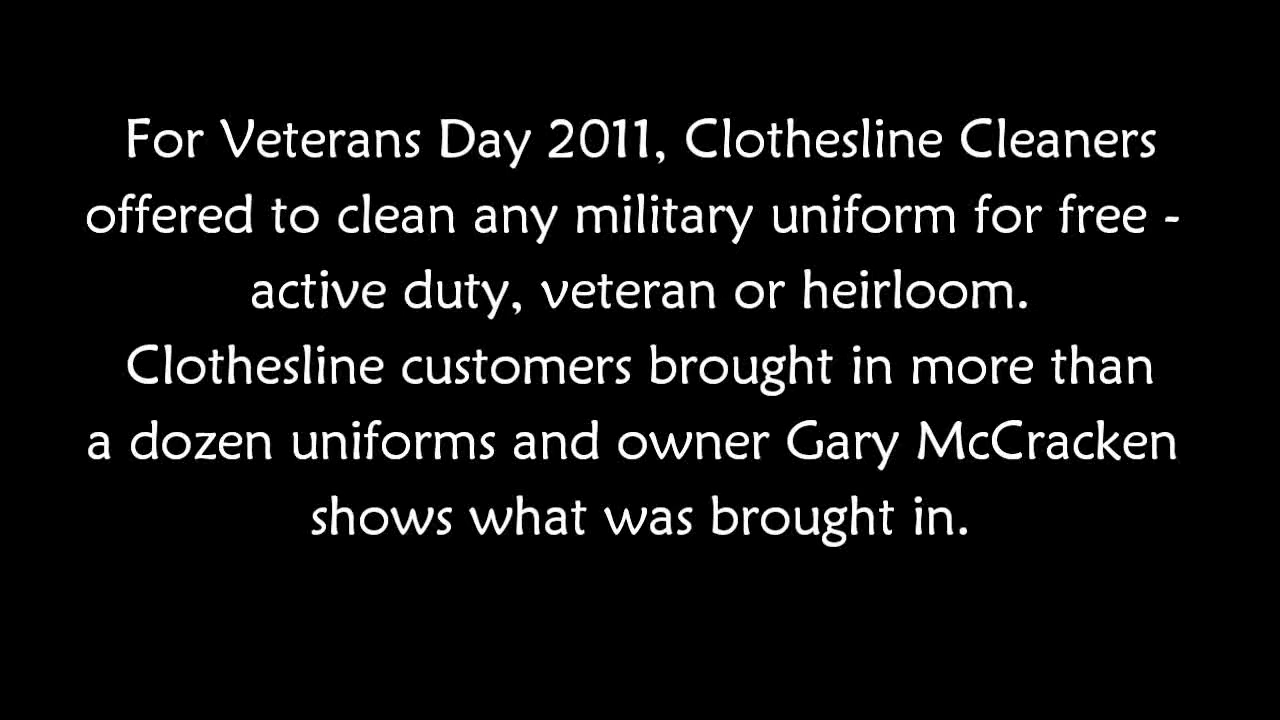 For Veterans Day 2011, Clothesline Cleaners
offered to clean any military uniform for free -
active duty, veteran or heirloom.
Clothesline customers brought in more than
a dozen uniforms and owner Gary McCracken
shows what was brought in.